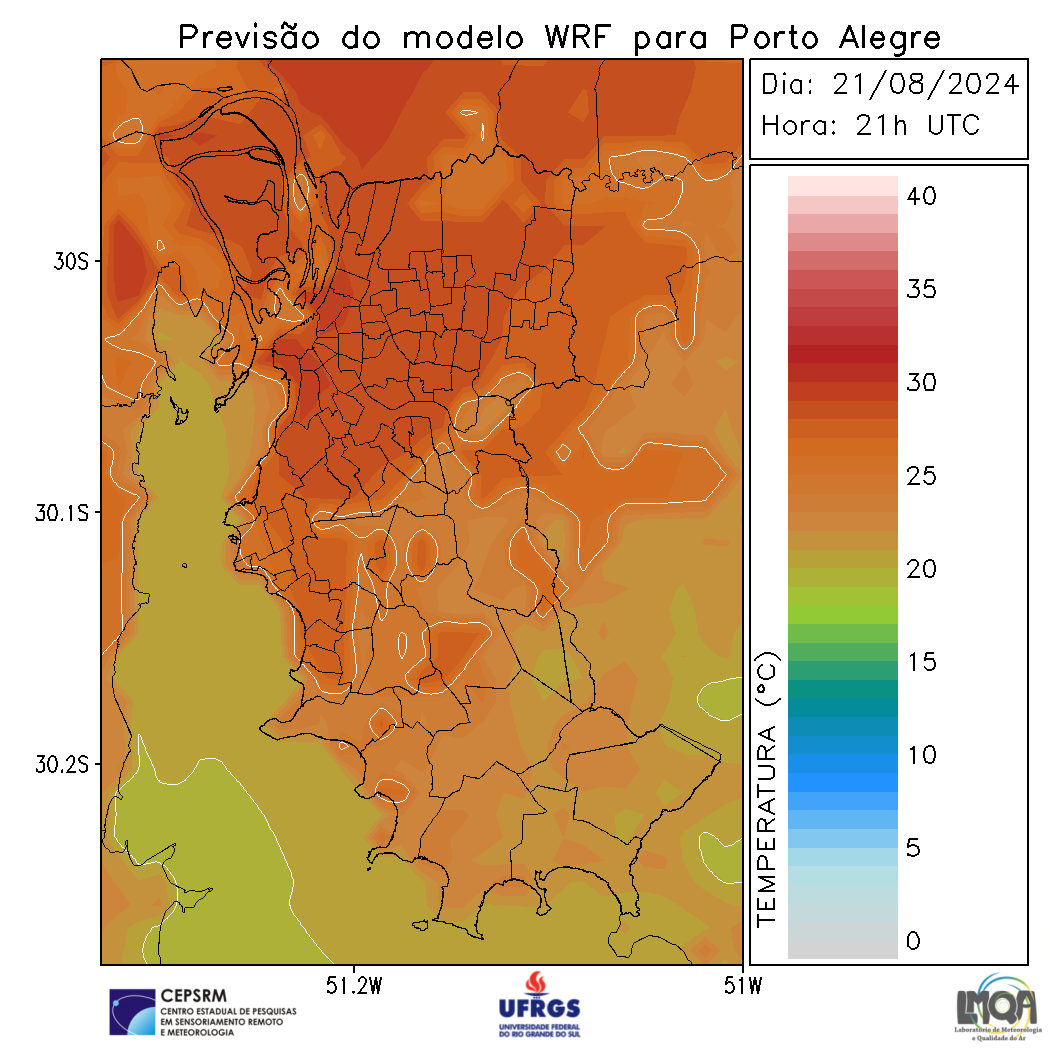 Previsão do modelo WRF para Porto Alegre
Dia: 21/08/2024
Hora: 21h UTC
40
35
30
25
20
15
10
5
0
TEMPERATURA (°C)
30S
30.1S
30.2S
51.2W
51W
CEPSRM
CENTRO ESTADUAL DE PESQUISAS
EM SENSORIAMENTO REMOTO
E METEOROLOGIA
UFRGS
UNIVERSIDADE FEDERAL
DO RIO GRANDE DO SUL
LMQA
Laboratório de Meteorologia
e Qualidade do Ar